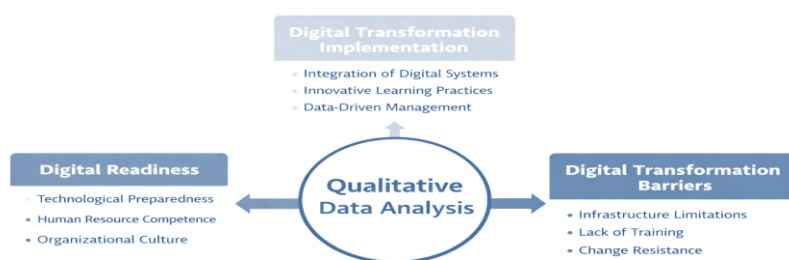 Digital Transformation
Implementation
• Integration of Digital Systems
• Innovative Learning Practices
• Data-Driven Management
Digital Readiness
• Technological Preparedness
• Human Resource Competence
• Organizational Culture
Qualitative
Data Analysis
Digital Transformation
Barriers
• Infrastructure Limitations
• Lack of Training
• Change Resistance